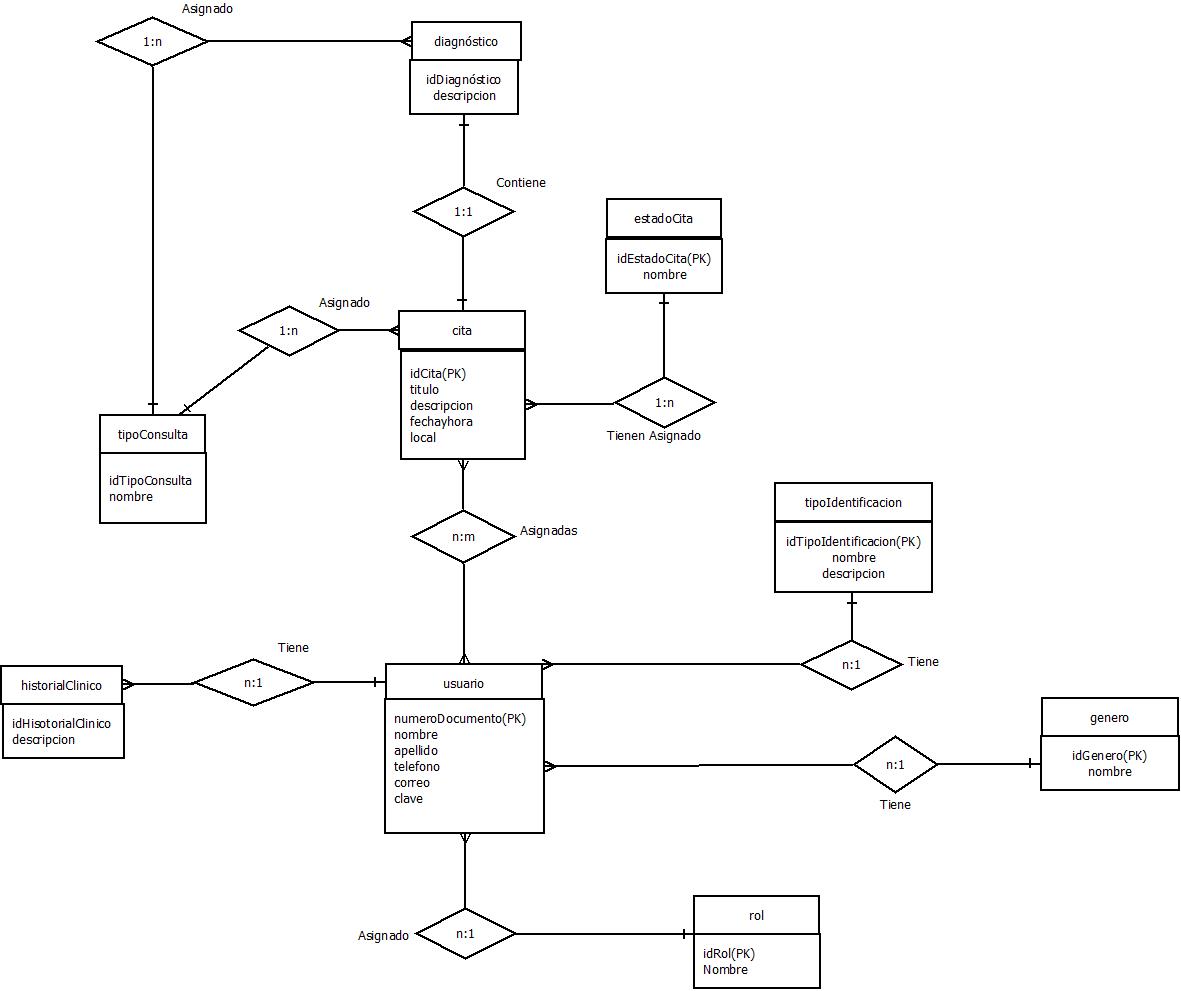 Asignado
1:n
diagnóstico
idDiagnóstico
descripcion
Contiene
1:1
estadoCita
idEstadoCita(PK)
nombre
Asignado
1:n
cita
idCita(PK)
titulo
descripcion
fechayhora
local
1:n
Tienen Asignado
tipoConsulta
idTipoConsulta
nombre
n:m
Asignadas
tipoIdentificacion
idTipoIdentificacion(PK)
nombre
descripcion
n:1
Tiene
Tiene
n:1
historialClinico
idHisotorialClinico
descripcion
usuario
numeroDocumento(PK)
nombre
apellido
telefono
correo
clave
n:1
Tiene
genero
idGenero(PK)
nombre
Asignado
n:1
rol
idRol(PK)
Nombre